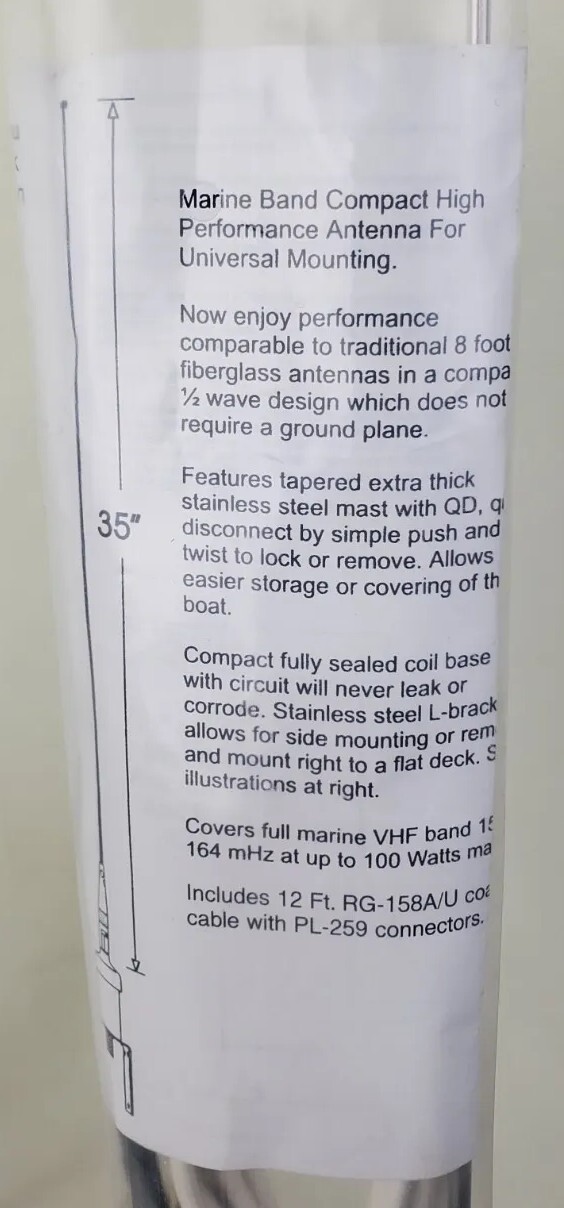 Marine Band Compact High
Performance Antenna For
Universal Mounting.
Now enjoy performance
comparable to traditional 8 foot
fiberglass antennas in a compa
½ wave design which does not
require a ground plane.
Features tapered extra thick
stainless steel mast with QD,
disconnect by simple push and
twist to lock or remove. Allows
easier storage or covering of th
boat.
35"
Compact fully sealed coil base
with circuit will never leak or
corrode. Stainless steel L-brack
allows for side mounting or rem
and mount right to a flat deck. S
illustrations at right.
Covers full marine VHF band
164 mHz at up to 100 Watts ma
Includes 12 Ft. RG-158A/U coa
cable with PL-259 connectors.